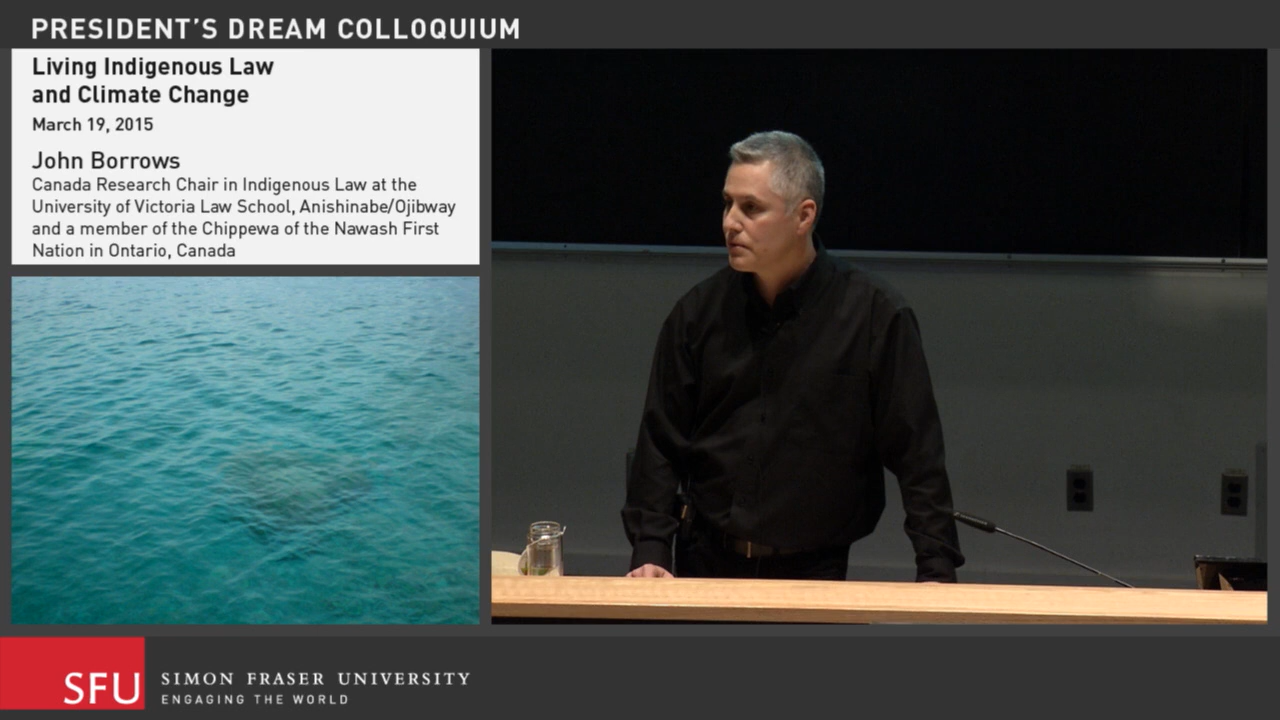 PRESIDENT'S DREAM COLLOQUIUM
Living Indigenous Law
and Climate Change
March 19, 2015
John Borrows
Canada Research Chair in Indigenous Law at the
University of Victoria Law School, Anishinabe/Ojibway
and a member of the Chippewa of the Nawash First
Nation in Ontario, Canada
SFU
SIMON FRASER UNIVERSITY
ENGAGING THE WORLD